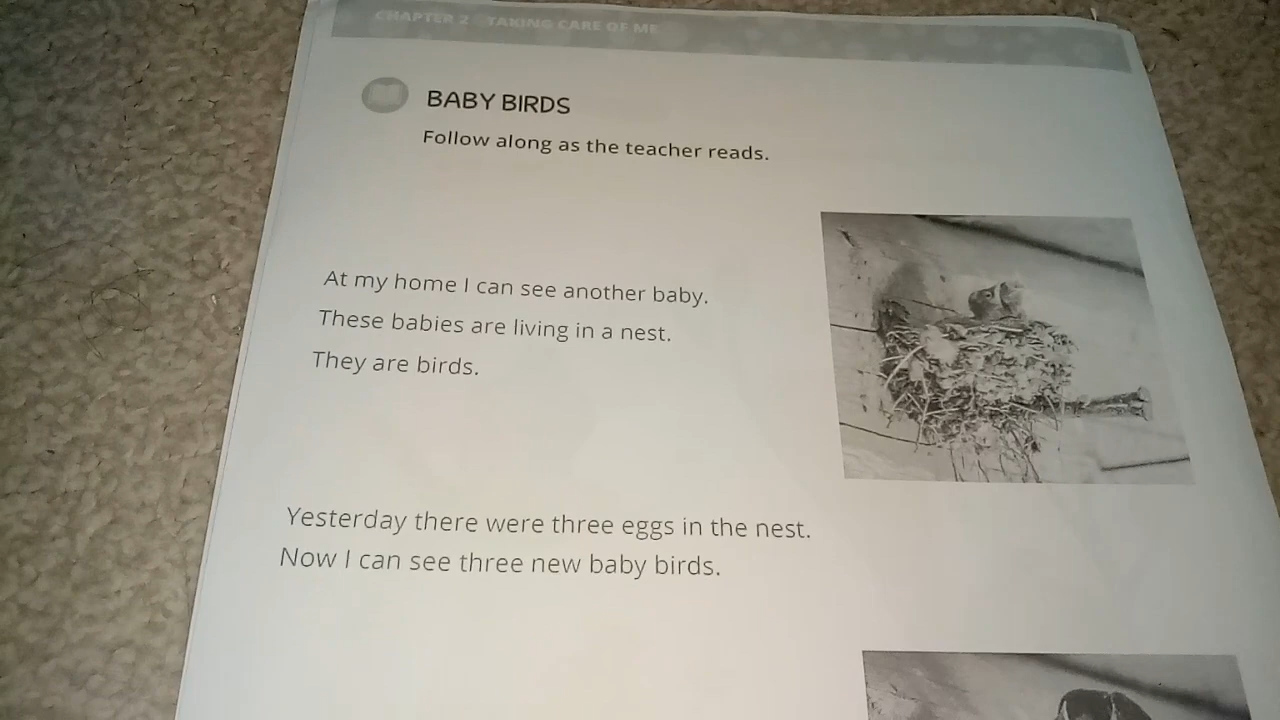 CHAPTER 2 TAKING CARE OF ME
BABY BIRDS
Follow along as the teacher reads.
At my home I can see another baby.
These babies are living in a nest.
They are birds.
Yesterday there were three eggs in the nest.
Now I can see three new baby birds.